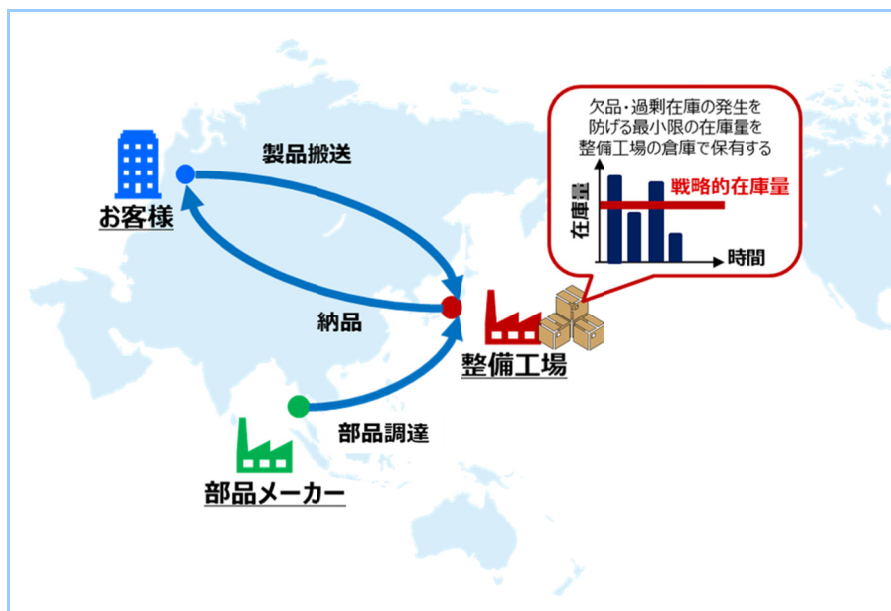 欠品・過剰在庫の発生を
防げる最小限の在庫量を
整備工場の倉庫で保有する
戦略的在庫量
在庫量
時間
製品搬送
お客様
納品
整備工場
部品調達
部品メーカー